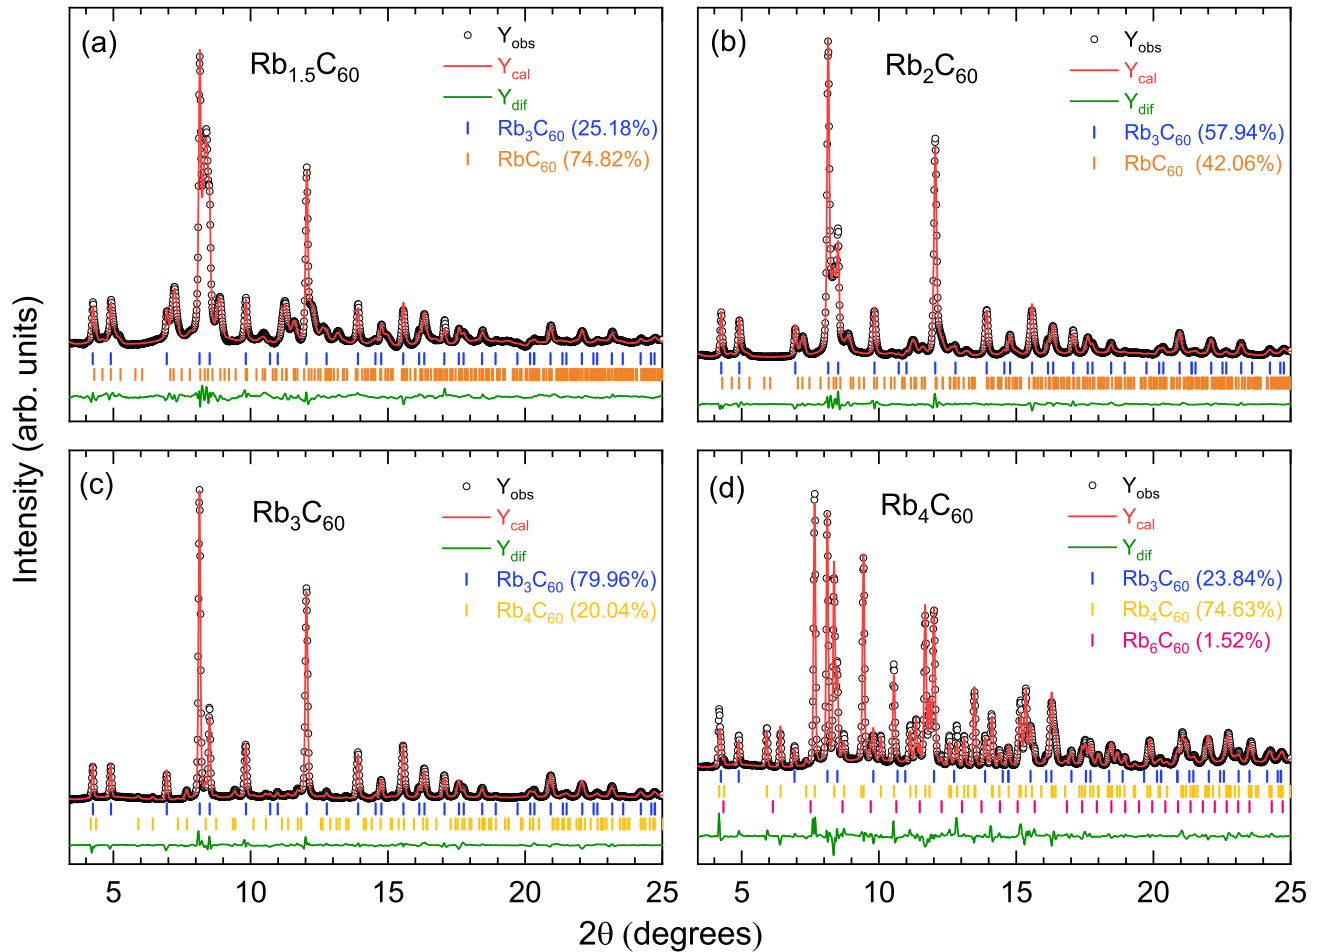 (a)
Rb1.5C60
Yobs
Ycal
Ydif
Rb3C60 (25.18%)
RbC60 (74.82%)
(b)
Rb2C60
Yobs
Ycal
Ydif
Rb3C60 (57.94%)
RbC60 (42.06%)
(c)
Rb3C60
Yobs
Ycal
Ydif
Rb3C60 (79.96%)
Rb4C60 (20.04%)
(d)
Rb4C60
Yobs
Ycal
Ydif
Rb3C60 (23.84%)
Rb4C60 (74.63%)
Rb6C60 (1.52%)
Intensity (arb. units)
5 10 15 20 25
5 10 15 20 25
2θ (degrees)